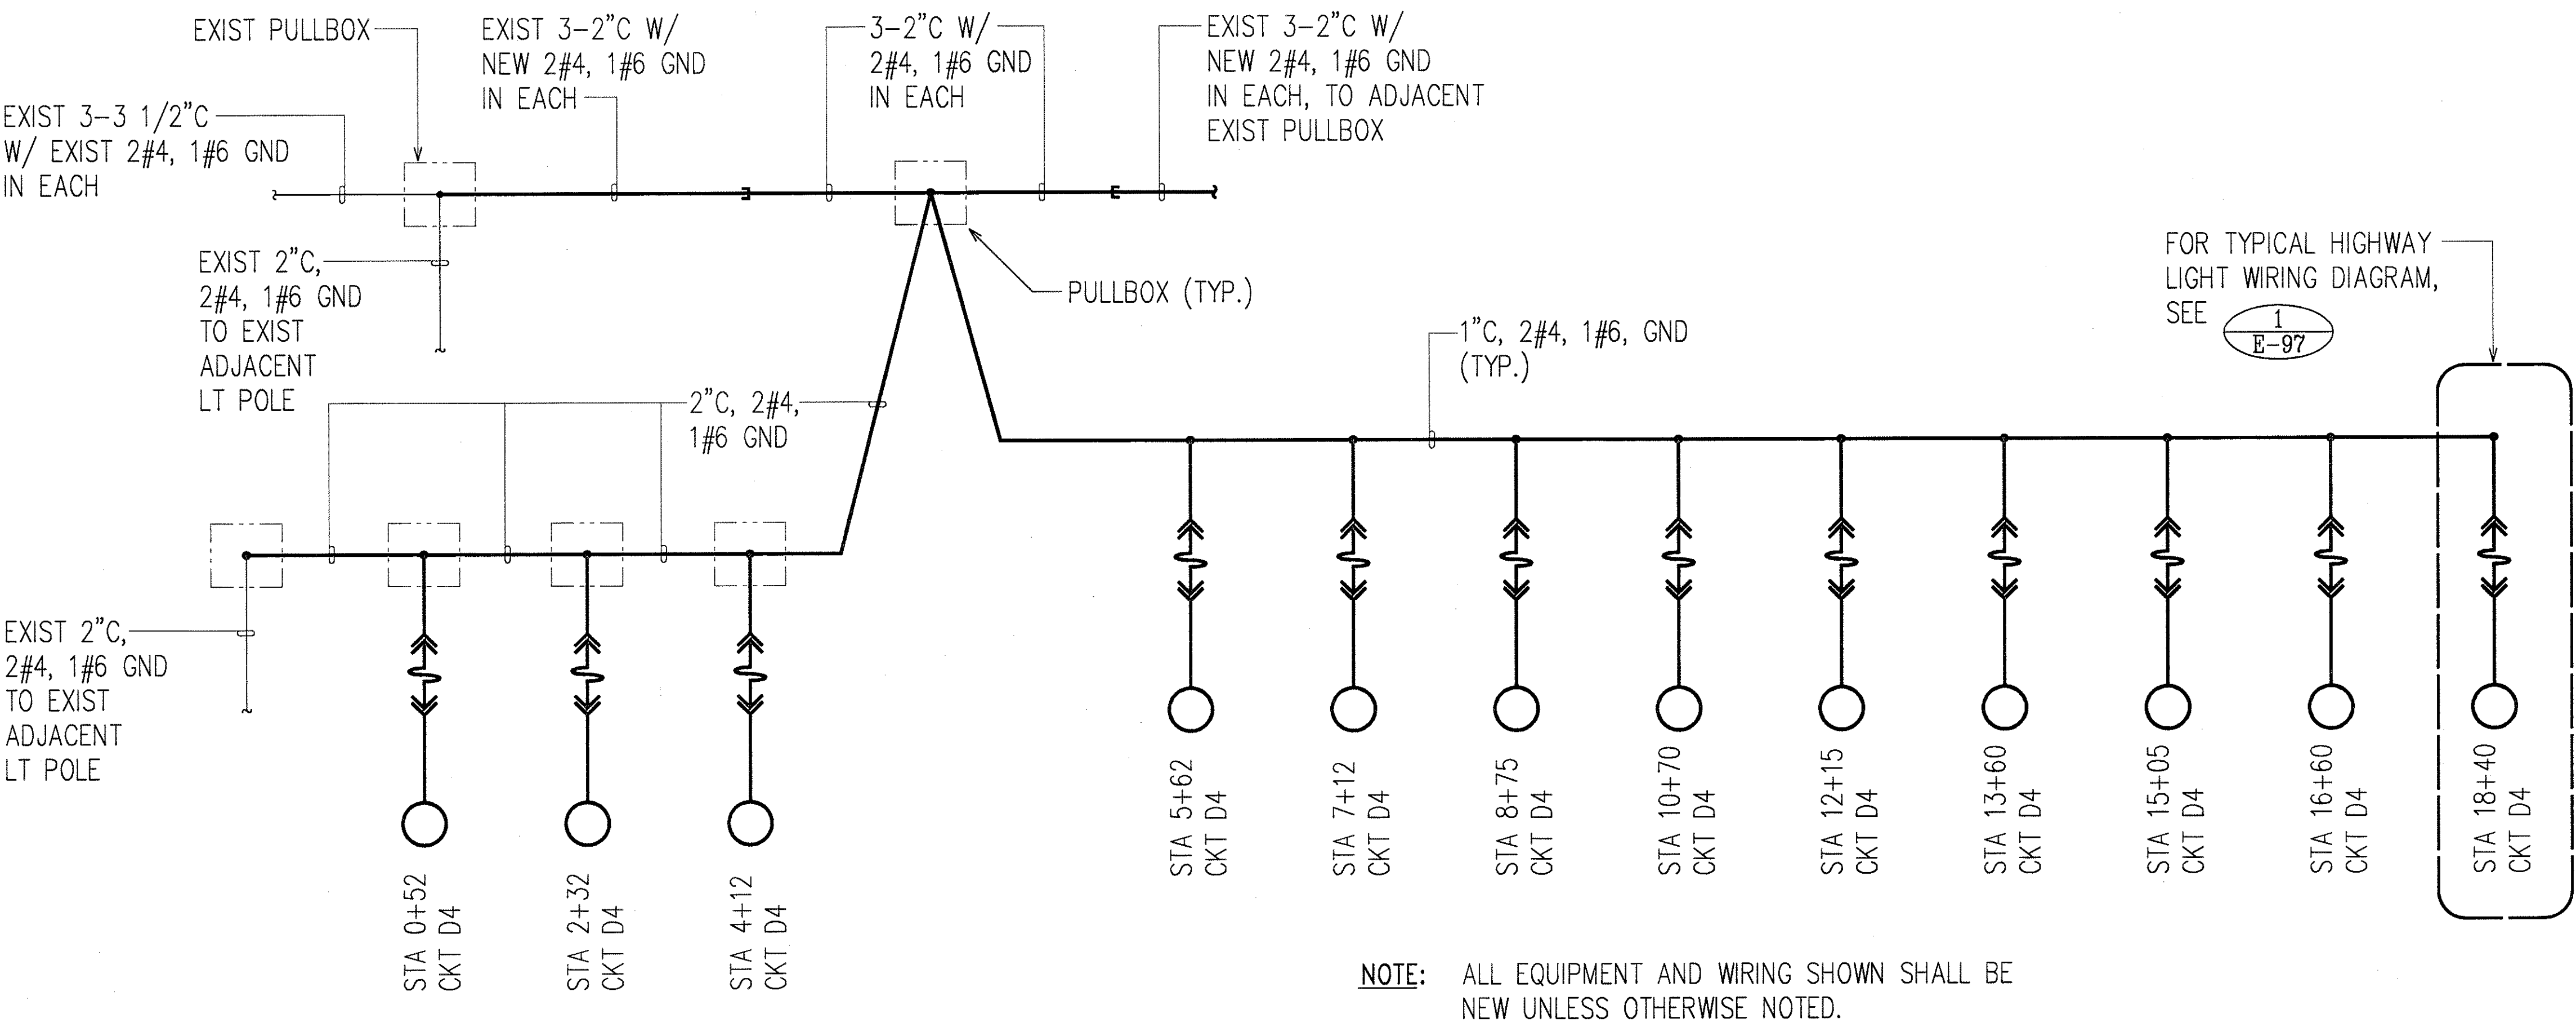 EXIST PULLBOX
EXIST 3-2"C W/
NEW 2#4, 1#6 GND
IN EACH
3-2"C W/
2#4, 1#6 GND
IN EACH
EXIST 3-2"C W/
NEW 2#4, 1#6 GND
IN EACH, TO ADJACENT
EXIST PULLBOX
EXIST 3-3 1/2"C
W/ EXIST 2#4, 1#6 GND
IN EACH
EXIST 2"C,
2#4, 1#6 GND
TO EXIST
ADJACENT
LT POLE
PULLBOX (TYP.)
FOR TYPICAL HIGHWAY
LIGHT WIRING DIAGRAM,
SEE
1
E-97
1"C, 2#4, 1#6, GND
(TYP.)
2"C, 2#4,
1#6 GND
EXIST 2"C,
2#4, 1#6 GND
TO EXIST
ADJACENT
LT POLE
STA 0+52
CKT D4
STA 2+32
CKT D4
STA 4+12
CKT D4
STA 5+62
CKT D4
STA 7+12
CKT D4
STA 8+75
CKT D4
STA 10+70
CKT D4
STA 12+15
CKT D4
STA 13+60
CKT D4
STA 15+05
CKT D4
STA 16+60
CKT D4
STA 18+40
CKT D4
NOTE: ALL EQUIPMENT AND WIRING SHOWN SHALL BE
NEW UNLESS OTHERWISE NOTED.